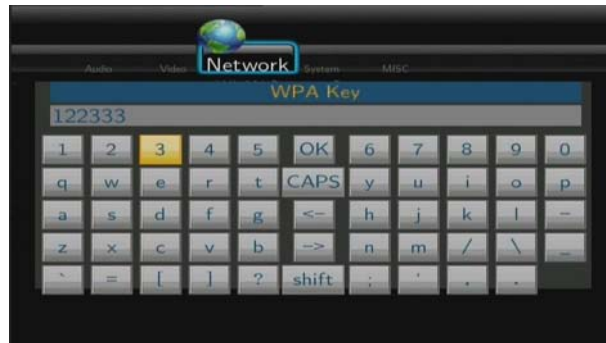 Audio Video Network System MISC
WPA Key
122333
1 2 3 4 5 OK 6 7 8 9 0
q w e r t CAPS y u i o p
a s d f g <- h j k l -
z x c v b -> n m / \ _
` = [ ] ? shift ; ' . .